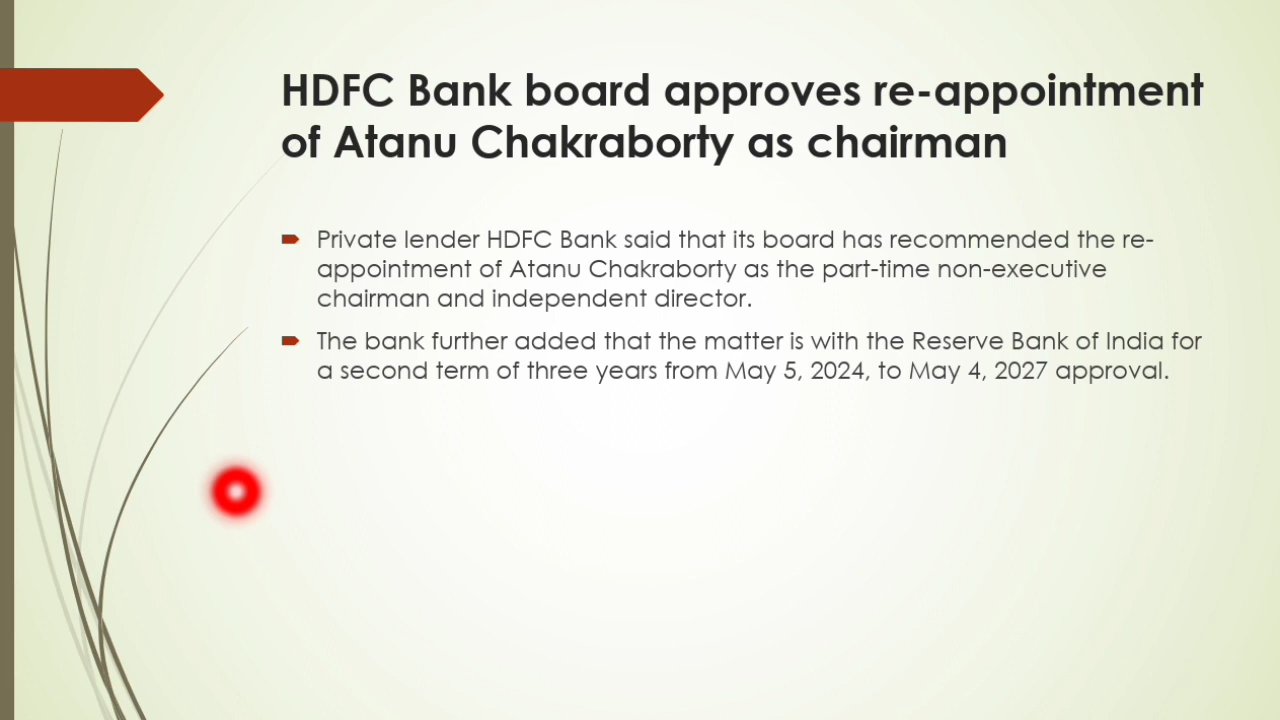 HDFC Bank board approves re-appointment
of Atanu Chakraborty as chairman
Private lender HDFC Bank said that its board has recommended the re-
appointment of Atanu Chakraborty as the part-time non-executive
chairman and independent director.
The bank further added that the matter is with the Reserve Bank of India for
a second term of three years from May 5, 2024, to May 4, 2027 approval.